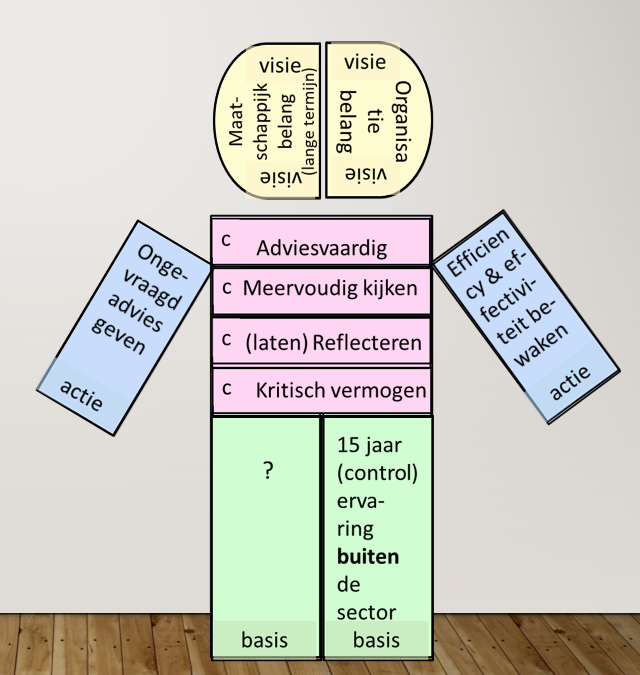 visie
Maat-
schappijk
belang
(lange termijn)
visie
visie
Organisa
tie
belang
visie
Onge-
vraagd
advies
geven
actie
c Adviesvaardig
c Meervoudig kijken
c (laten) Reflecteren
c Kritisch vermogen
Efficien
cy & ef-
fectivi-
teit be-
waken
actie
?
basis
15 jaar
(control)
erva-
ring
buiten
de
sector
basis